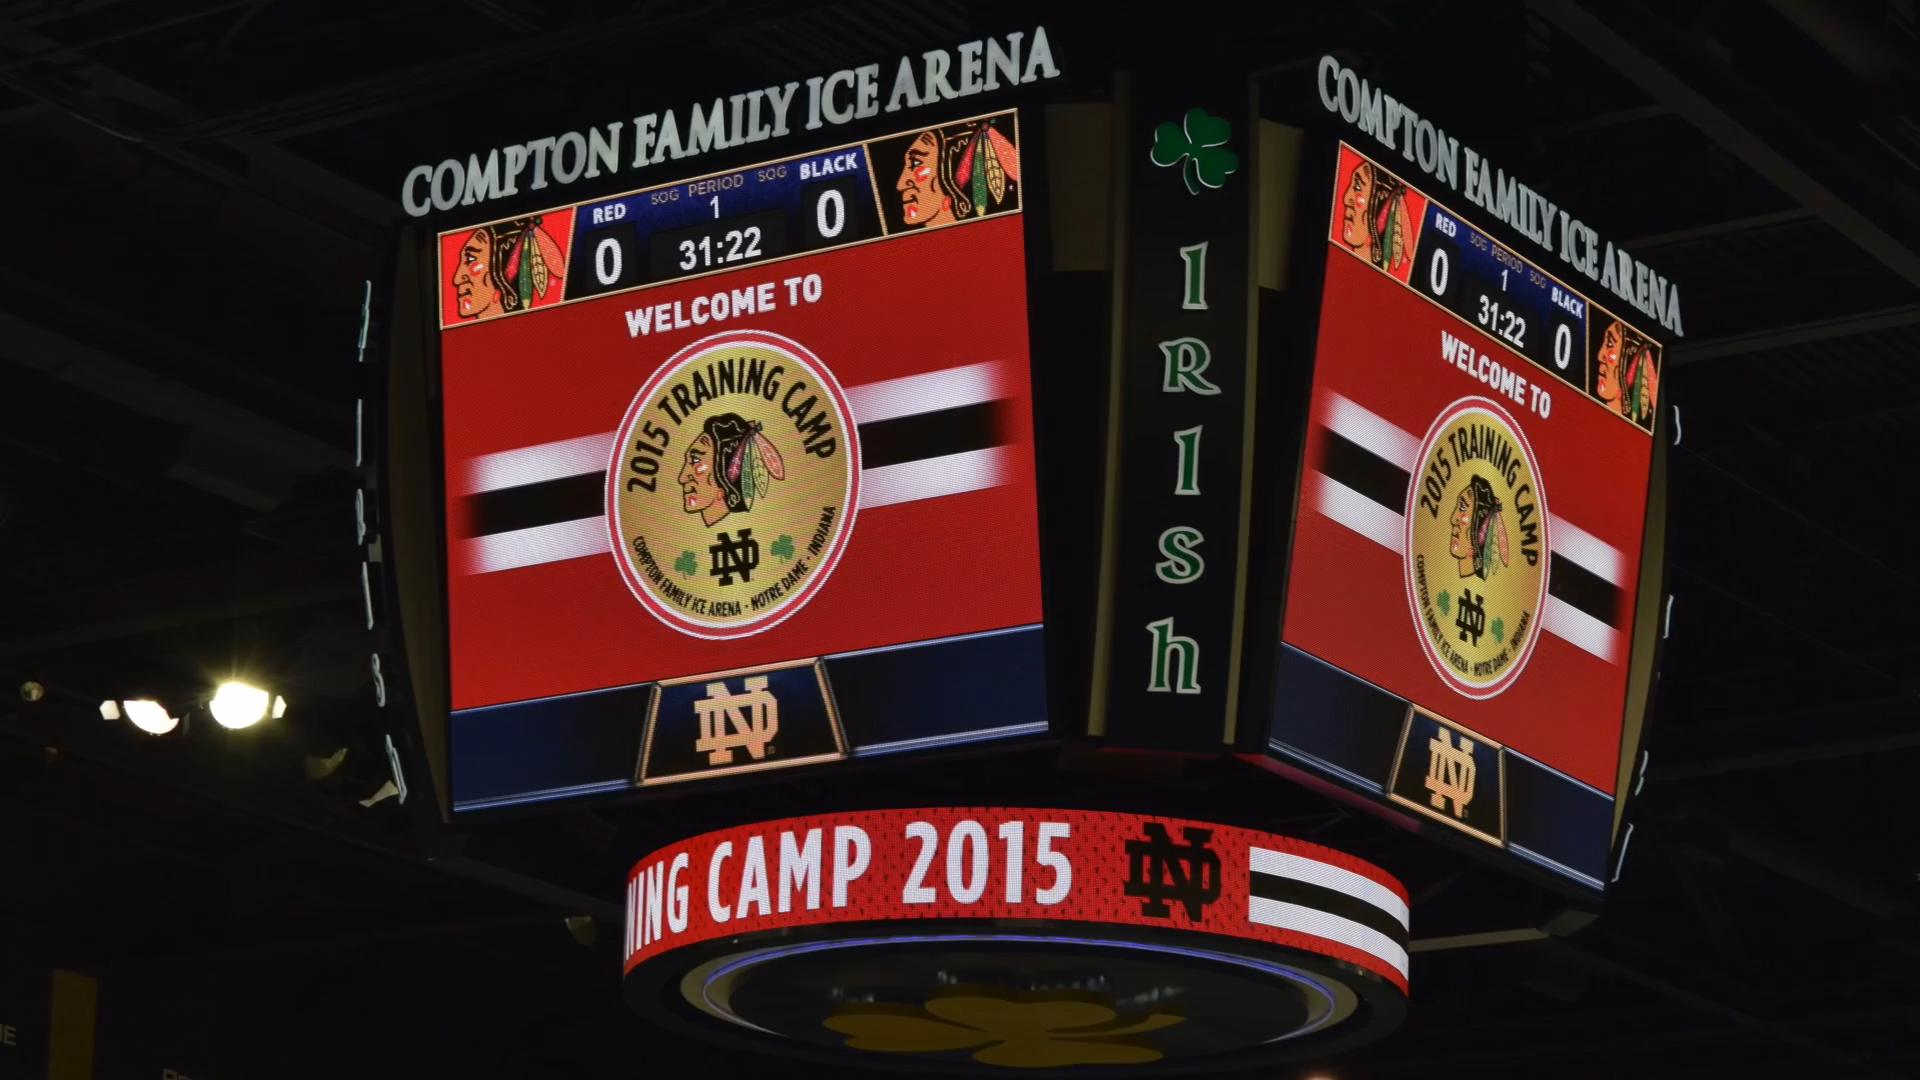 COMPTON FAMILY ICE ARENA
RED
SOG PERIOD SOG
BLACK
0
1
0
31:22
WELCOME TO
2015 TRAINING CAMP
ND
COMPTON FAMILY ICE ARENA · NOTRE DAME · INDIANA
ND
IRISh
COMPTON FAMILY ICE ARENA
RED
SOG PERIOD SOG
BLACK
0
1
0
31:22
WELCOME TO
2015 TRAINING CAMP
ND
COMPTON FAMILY ICE ARENA · NOTRE DAME · INDIANA
ND
NING CAMP 2015 ND